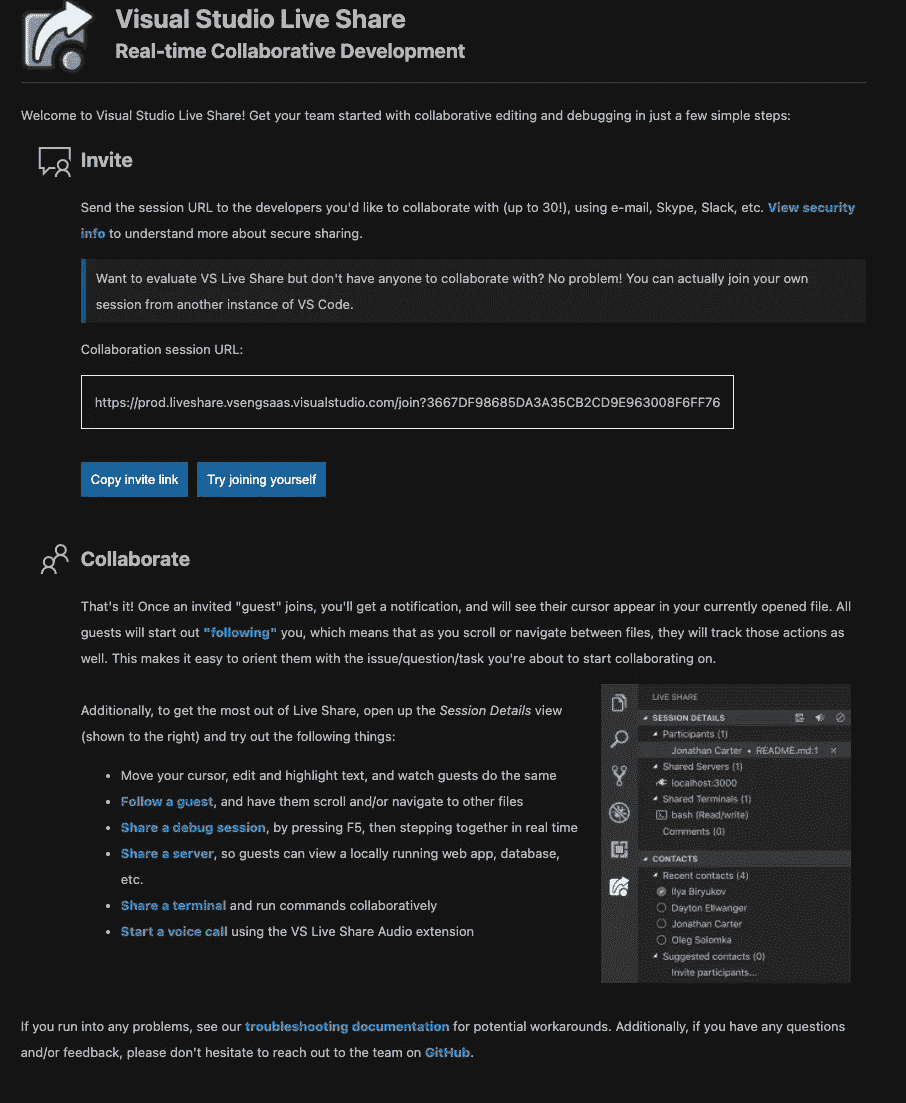 Visual Studio Live Share
Real-time Collaborative Development
Welcome to Visual Studio Live Share! Get your team started with collaborative editing and debugging in just a few simple steps:
Invite
Send the session URL to the developers you'd like to collaborate with (up to 30!), using e-mail, Skype, Slack, etc. View security
info to understand more about secure sharing.
Want to evaluate VS Live Share but don't have anyone to collaborate with? No problem! You can actually join your own
session from another instance of VS Code.
Collaboration session URL:
https://prod.liveshare.vsengsaas.visualstudio.com/join?3667DF98685DA3A35CB2CD9E963008F6FF76
Copy invite link
Try joining yourself
Collaborate
That's it! Once an invited "guest" joins, you'll get a notification, and will see their cursor appear in your currently opened file. All
guests will start out "following" you, which means that as you scroll or navigate between files, they will track those actions as
well. This makes it easy to orient them with the issue/question/task you're about to start collaborating on.
Additionally, to get the most out of Live Share, open up the Session Details view
(shown to the right) and try out the following things:
• Move your cursor, edit and highlight text, and watch guests do the same
• Follow a guest, and have them scroll and/or navigate to other files
• Share a debug session, by pressing F5, then stepping together in real time
• Share a server, so guests can view a locally running web app, database,
etc.
• Share a terminal and run commands collaboratively
• Start a voice call using the VS Live Share Audio extension
LIVE SHARE
SESSION DETAILS
Participants (1)
Jonathan Carter • README.md:1
Shared Servers (1)
localhost:3000
Shared Terminals (1)
bash (Read/write)
Comments (0)
CONTACTS
Recent contacts (4)
Ilya Biryukov
Dayton Ellwanger
Jonathan Carter
Oleg Solomka
Suggested contacts (0)
Invite participants...
If you run into any problems, see our troubleshooting documentation for potential workarounds. Additionally, if you have any questions
and/or feedback, please don't hesitate to reach out to the team on GitHub.